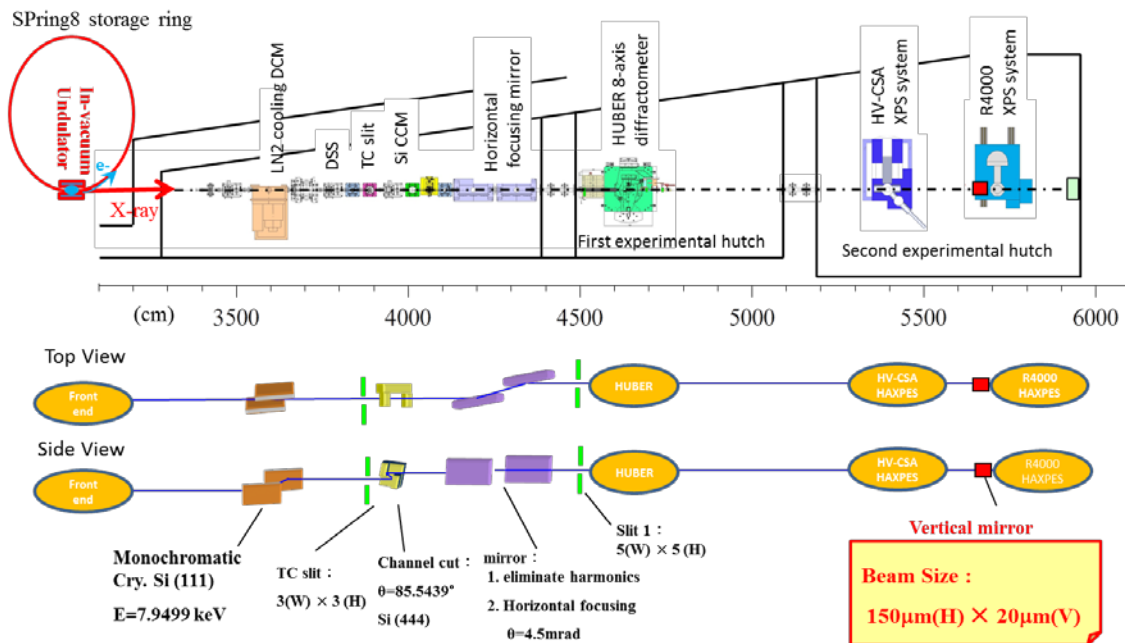 SPring8 storage ring
In-vacuum
Undulator
e-
X-ray
LN2 cooling DCM
DSS
TC slit
Si CCM
Horizontal
focusing mirror
HUBER 8-axis
diffractometer
HV-CSA
XPS system
R4000
XPS system
First experimental hutch
Second experimental hutch
(cm)
3500
4000
4500
5000
5500
6000
Top View
Front
end
HUBER
HV-CSA
HAXPES
R4000
HAXPES
Side View
Front
end
HUBER
HV-CSA
HAXPES
R4000
HAXPES
Monochromatic
Cry. Si (111)
E=7.9499 keV
TC slit :
3(W) × 3 (H)
Channel cut :
θ=85.5439°
Si (444)
mirror :
1. eliminate harmonics
2. Horizontal focusing
θ=4.5mrad
Slit 1 :
5(W) × 5 (H)
Vertical mirror
Beam Size :
150μm(H) × 20μm(V)